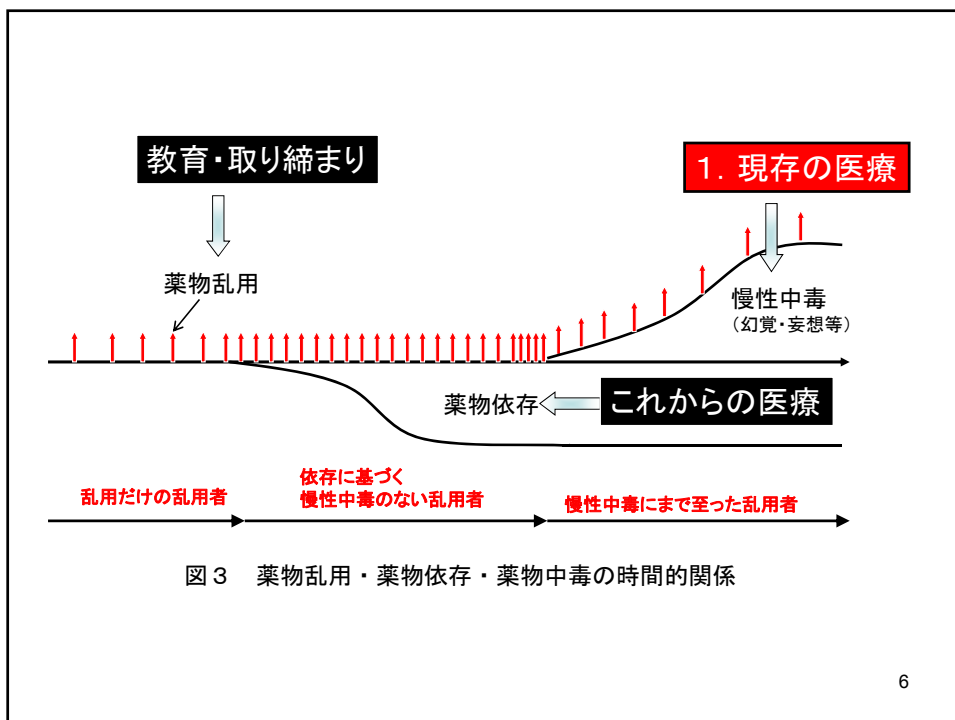 教育・取り締まり
1. 現存の医療
薬物乱用
慢性中毒
(幻覚・妄想等)
薬物依存
これからの医療
乱用だけの乱用者
依存に基づく
慢性中毒のない乱用者
慢性中毒にまで至った乱用者
図3 薬物乱用・薬物依存・薬物中毒の時間的関係
6